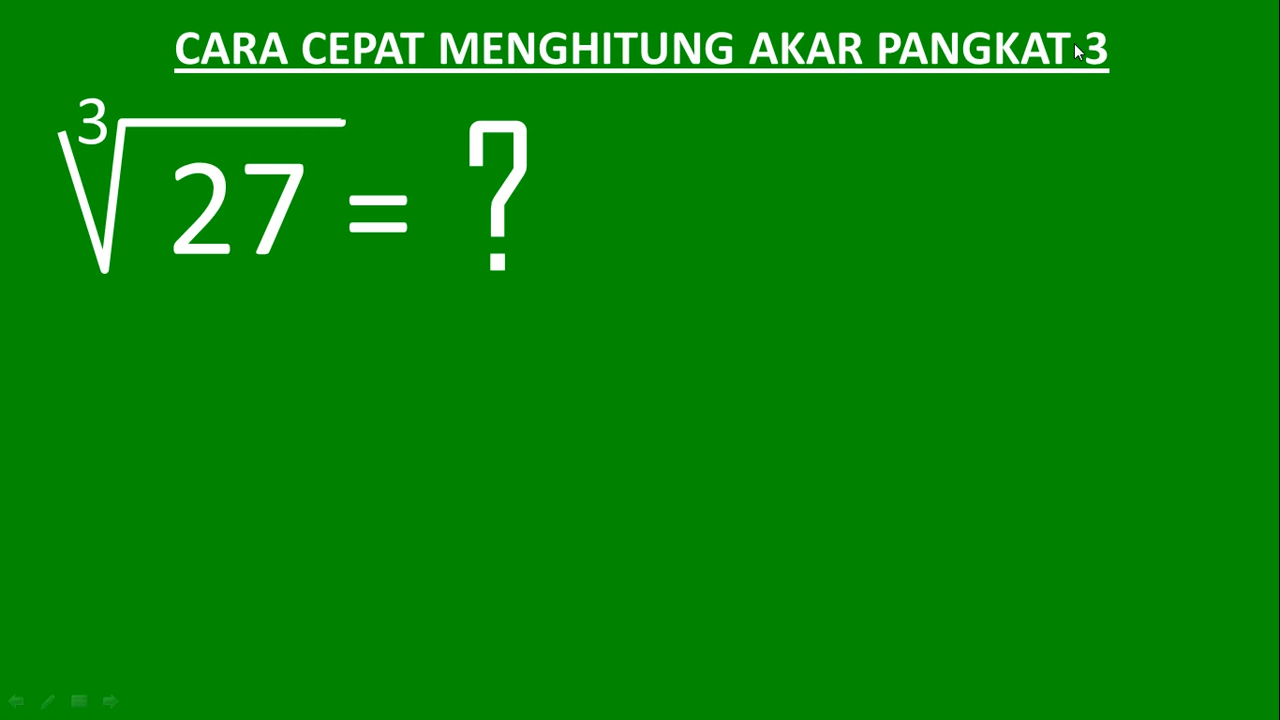 CARA CEPAT MENGHITUNG AKAR PANGKAT 3
∛27 = ?